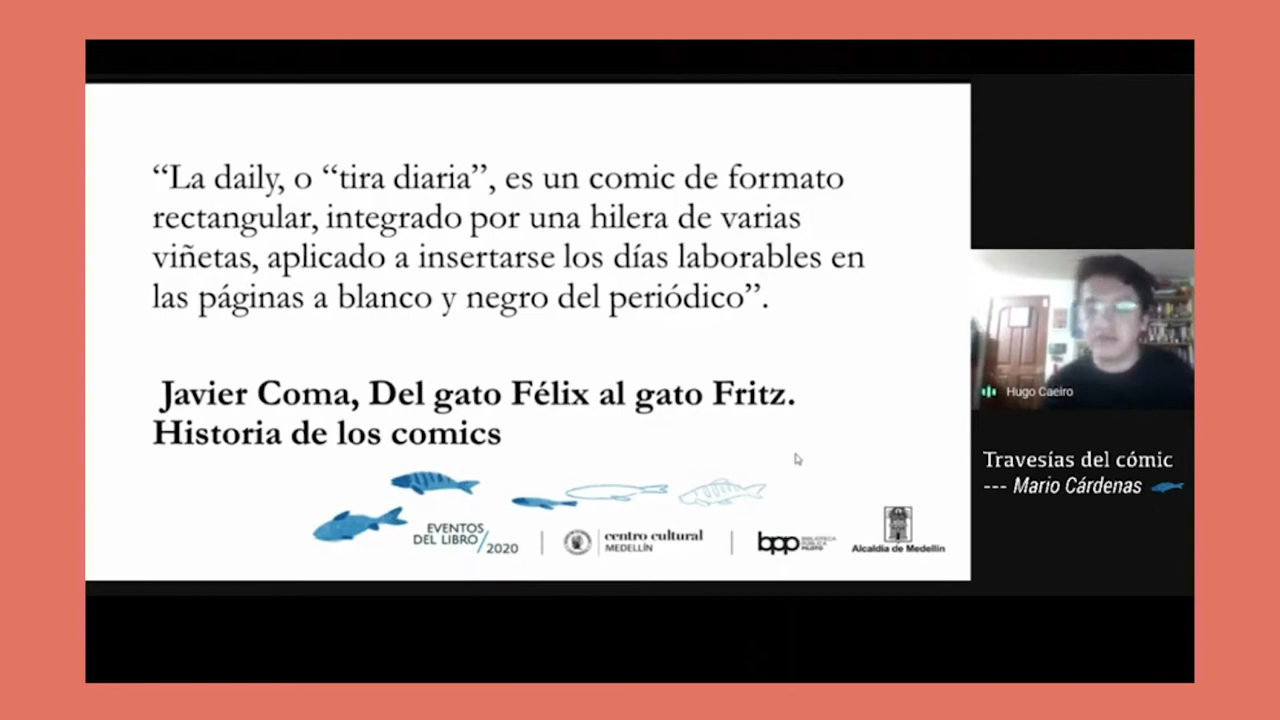 “La daily, o “tira diaria”, es un comic de formato
rectangular, integrado por una hilera de varias
viñetas, aplicado a insertarse los días laborables en
las páginas a blanco y negro del periódico”.
Javier Coma, Del gato Félix al gato Fritz.
Historia de los comics
EVENTOS
DEL LIBRO/2020
centro cultural
MEDELLÍN
bpp
BIBLIOTECA
PÚBLICA
PILOTO
Alcaldía de Medellín
Hugo Caeiro
Travesías del cómic
--- Mario Cárdenas